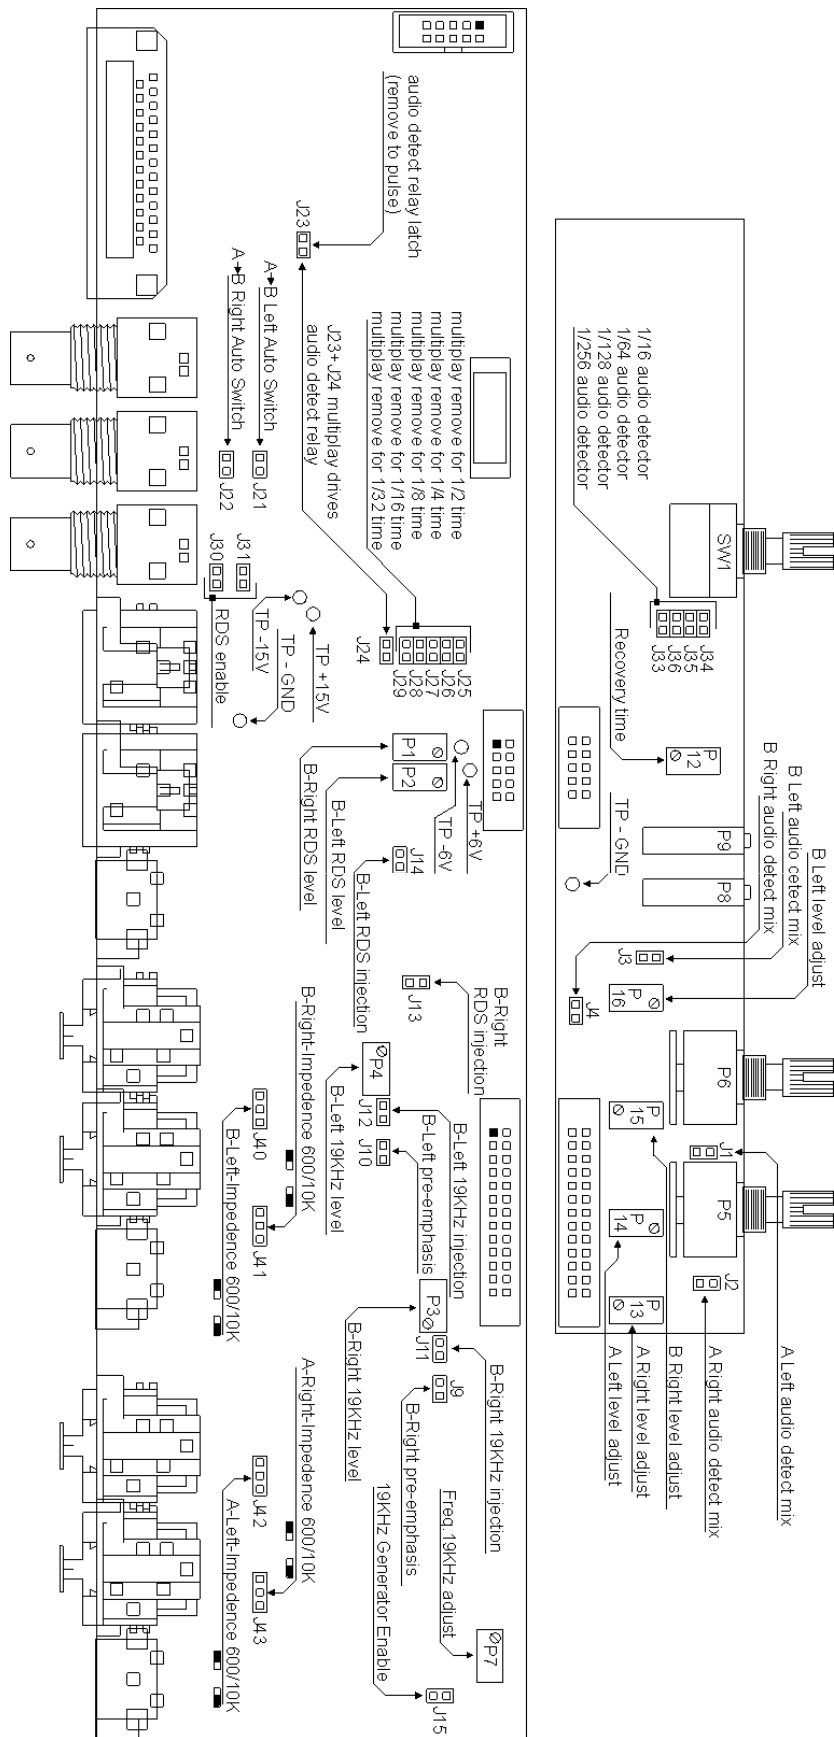 audio detect relay latch
(remove to pulse)
J23
A→B Left Auto Switch
A→B Right Auto Switch
J21
J22
J23+J24 multiplay drives
audio detect relay
multiplay remove for 1/2 time
multiplay remove for 1/4 time
multiplay remove for 1/8 time
multiplay remove for 1/16 time
multiplay remove for 1/32 time
J31
J30
RDS enable
TP -15V
TP - GND
TP +15V
J24
J25
J26
J27
J28
J29
P1
P2
B-Right RDS level
B-Left RDS level
TP -6V
TP +6V
J14
B-Left RDS injection
J13
B-Right
RDS injection
P4
B-Left 19KHz level
J12
J10
B-Left 19KHz injection
B-Left pre-emphasis
B-Right-Impedence 600/10K
J40
J41
B-Left-Impedence 600/10K
P3
B-Right 19KHz level
J11
J9
B-Right 19KHz injection
B-Right pre-emphasis
A-Right-Impedence 600/10K
J42
J43
A-Left-Impedence 600/10K
Freq.19KHz adjust
19KHz Generator Enable
P7
J15
1/16 audio detector
1/64 audio detector
1/128 audio detector
1/256 audio detector
SW1
J34
J35
J36
J33
Recovery time
P
12
P9
P8
TP - GND
B Left audio cetect mix
B Right audio detect mix
B Left level adjust
J3
J4
P
16
P6
P
15
J1
P5
P
14
J2
P
13
A Left level adjust
A Right level adjust
B Right level adjust
A Right audio detect mix
A Left audio detect mix